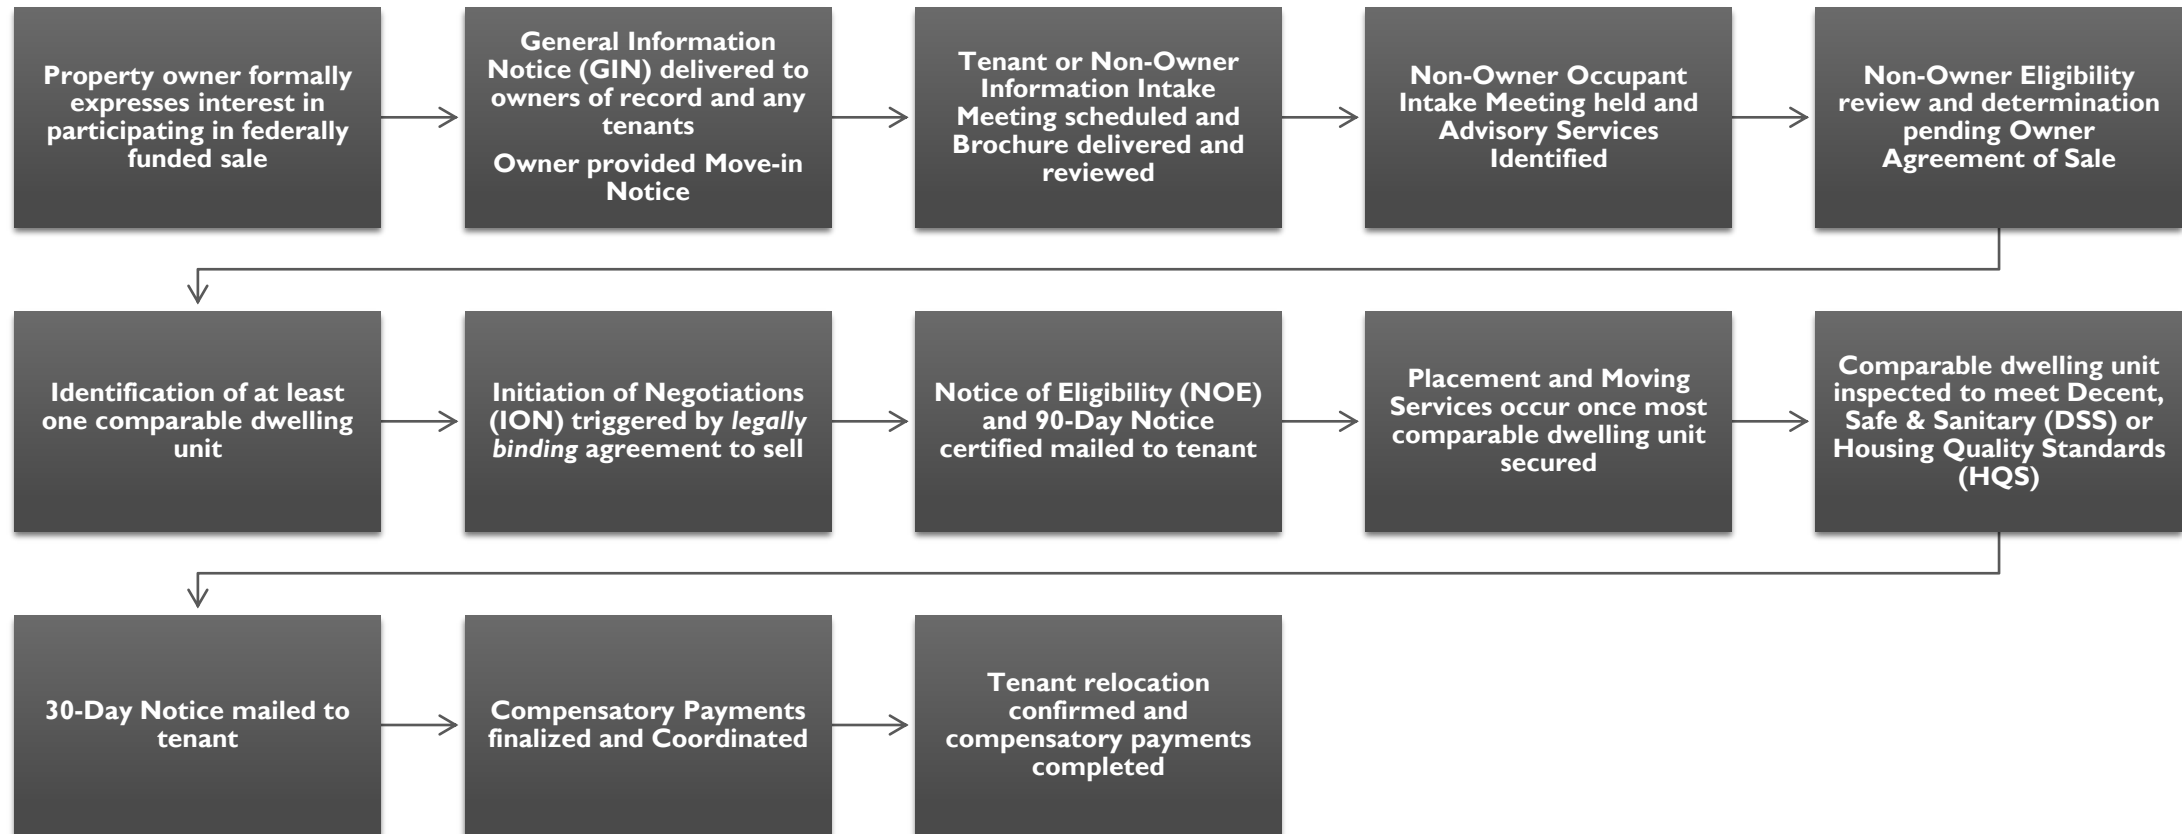 Property owner formally
expresses interest in
participating in federally
funded sale
General Information
Notice (GIN) delivered to
owners of record and any
tenants
Owner provided Move-in
Notice
Tenant or Non-Owner
Information Intake
Meeting scheduled and
Brochure delivered and
reviewed
Non-Owner Occupant
Intake Meeting held and
Advisory Services
Identified
Non-Owner Eligibility
review and determination
pending Owner
Agreement of Sale
Identification of at least
one comparable dwelling
unit
Initiation of Negotiations
(ION) triggered by legally
binding agreement to sell
Notice of Eligibility (NOE)
and 90-Day Notice
certified mailed to tenant
Placement and Moving
Services occur once most
comparable dwelling unit
secured
Comparable dwelling unit
inspected to meet Decent,
Safe & Sanitary (DSS) or
Housing Quality Standards
(HQS)
30-Day Notice mailed to
tenant
Compensatory Payments
finalized and Coordinated
Tenant relocation
confirmed and
compensatory payments
completed